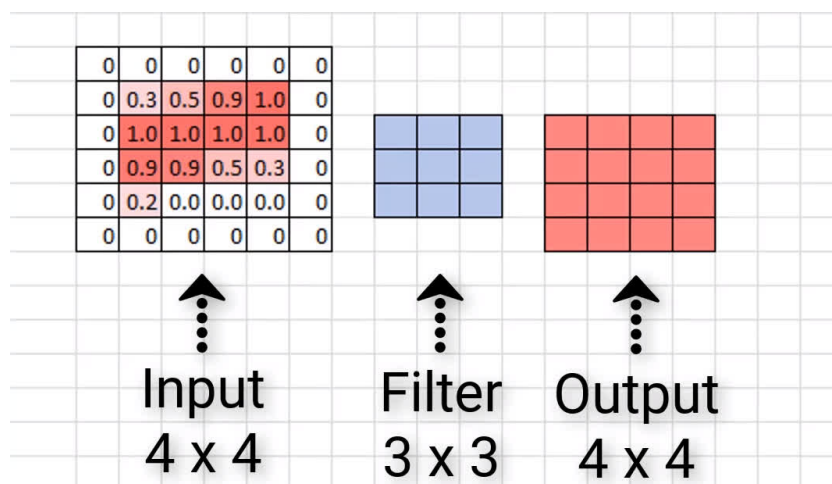 0 0 0 0 0 0
0 0.3 0.5 0.9 1.0 0
0 1.0 1.0 1.0 1.0 0
0 0.9 0.9 0.5 0.3 0
0 0.2 0.0 0.0 0.0 0
0 0 0 0 0 0
Input Filter Output
4 x 4 3 x 3 4 x 4